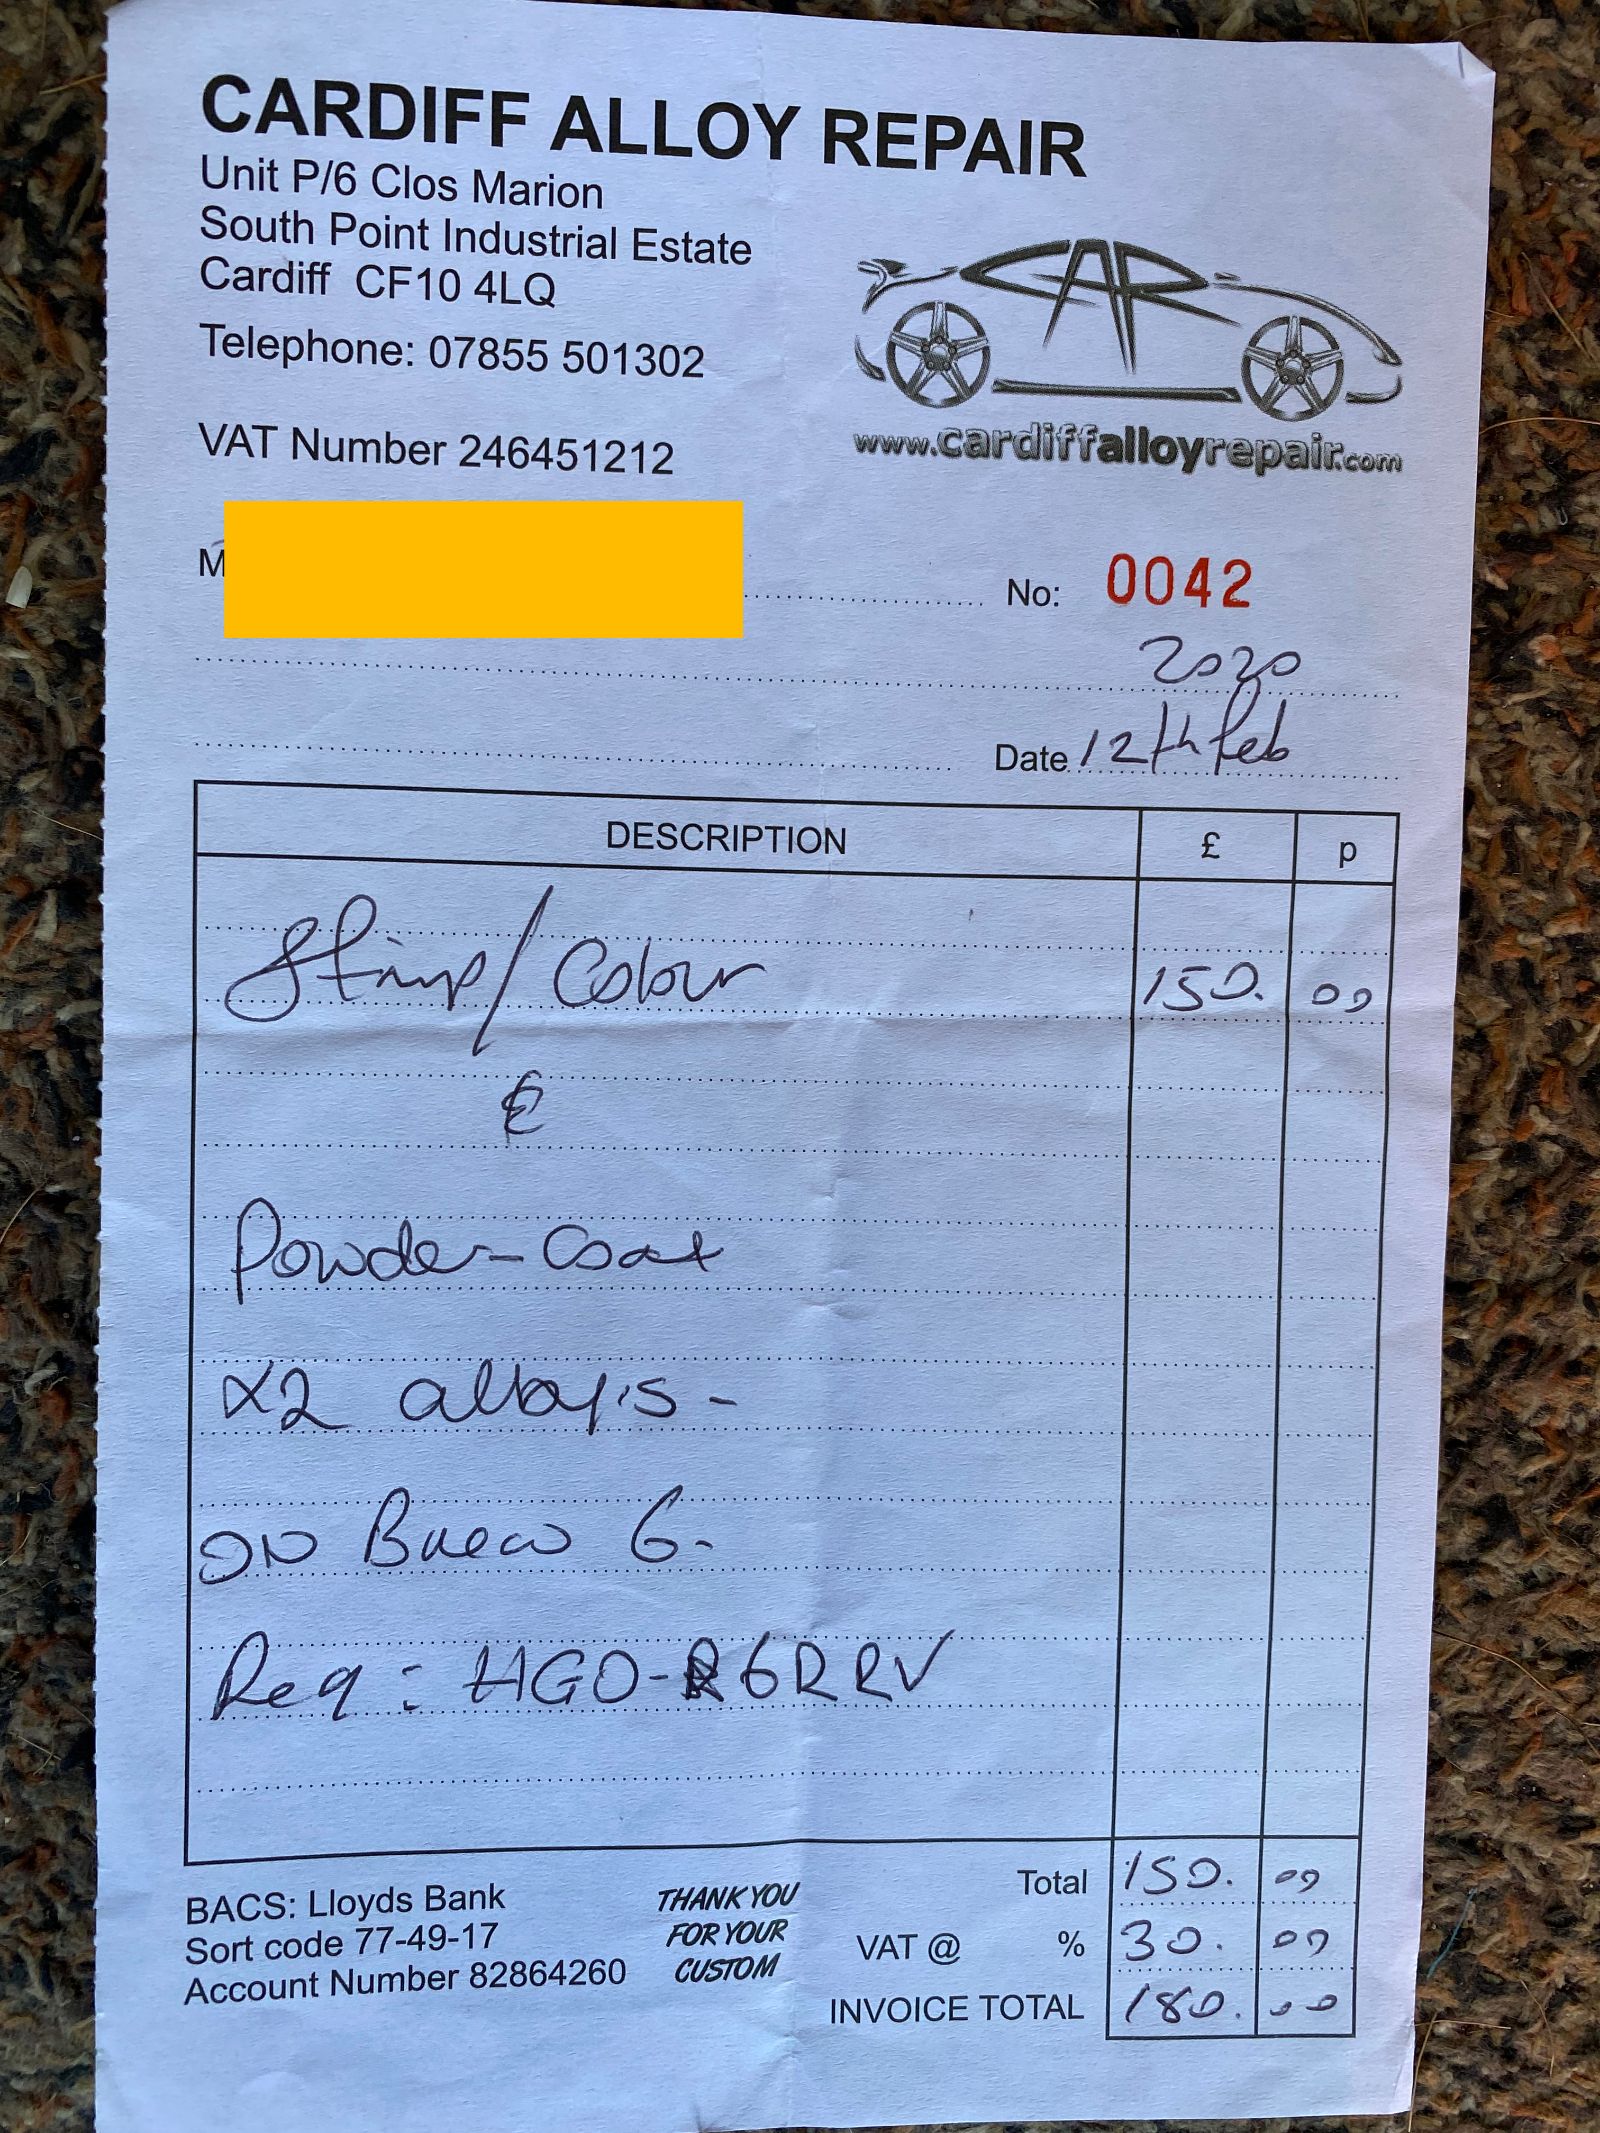 CARDIFF ALLOY REPAIR
Unit P/6 Clos Marion
South Point Industrial Estate
Cardiff CF10 4LQ
Telephone: 07855 501302
VAT Number 246451212
CAR
www.cardiffalloyrepair.com
M
No: 0042
2020
Date 12th Feb
DESCRIPTION £ p
Strip/Colour 150. 00
&
Powder-Coat
x2 alloy's -
ON 6.
Reg: HGO-R6RRV
Total 150. 00
VAT @ % 30. 00
INVOICE TOTAL 180. 00
BACS: Lloyds Bank
Sort code 77-49-17
Account Number 82864260
THANK YOU
FOR YOUR
CUSTOM